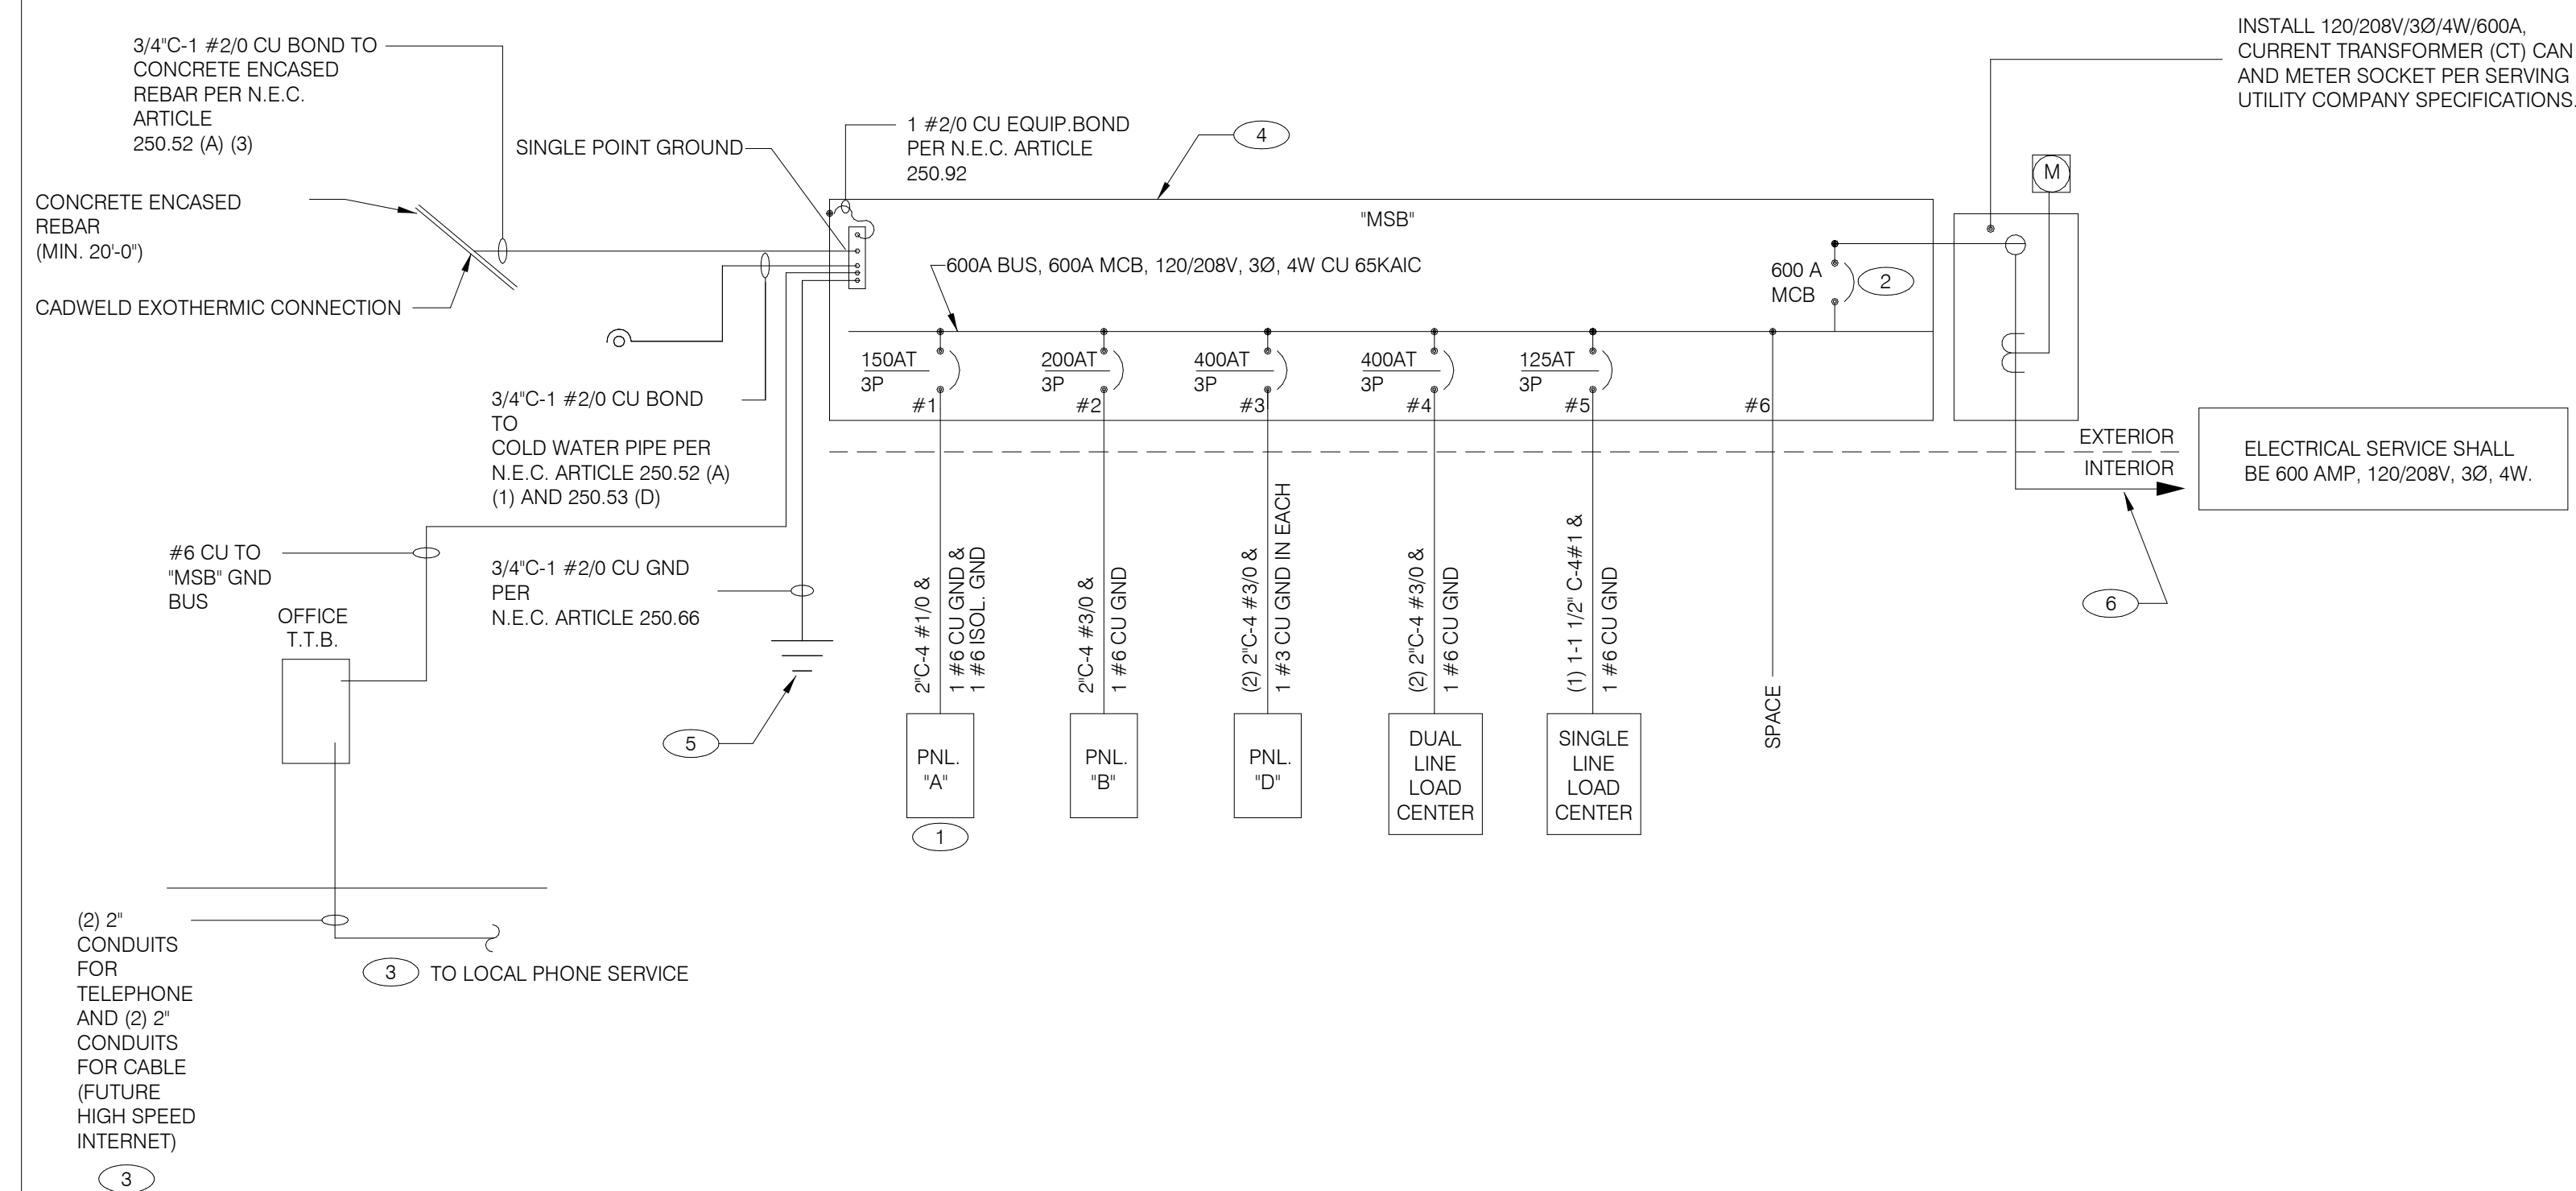 3/4"C-1 #2/0 CU BOND TO
CONCRETE ENCASED
REBAR PER N.E.C.
ARTICLE
250.52 (A) (3)
CONCRETE ENCASED
REBAR
(MIN. 20'-0")
CADWELD EXOTHERMIC CONNECTION
SINGLE POINT GROUND
1 #2/0 CU EQUIP.BOND
PER N.E.C. ARTICLE
250.92
4
INSTALL 120/208V/3Ø/4W/600A,
CURRENT TRANSFORMER (CT) CAN
AND METER SOCKET PER SERVING
UTILITY COMPANY SPECIFICATIONS.
M
"MSB"
600A BUS, 600A MCB, 120/208V, 3Ø, 4W CU 65KAIC
600 A
MCB
2
150AT
3P
#1
200AT
3P
#2
400AT
3P
#3
400AT
3P
#4
125AT
3P
#5
#6
EXTERIOR
INTERIOR
ELECTRICAL SERVICE SHALL
BE 600 AMP, 120/208V, 3Ø, 4W.
6
3/4"C-1 #2/0 CU BOND
TO
COLD WATER PIPE PER
N.E.C. ARTICLE 250.52 (A)
(1) AND 250.53 (D)
#6 CU TO
"MSB" GND
BUS
OFFICE
T.T.B.
3/4"C-1 #2/0 CU GND
PER
N.E.C. ARTICLE 250.66
5
2"C-4 #1/0 &
1 #6 CU GND &
1 #6 ISOL. GND
2"C-4 #3/0 &
1 #6 CU GND
(2) 2"C-4 #3/0 &
1 #3 CU GND IN EACH
(2) 2"C-4 #3/0 &
1 #6 CU GND
(1) 1-1 1/2" C-4#1 &
1 #6 CU GND
SPACE
PNL.
"A"
1
PNL.
"B"
PNL.
"D"
DUAL
LINE
LOAD
CENTER
SINGLE
LINE
LOAD
CENTER
(2) 2"
CONDUITS
FOR
TELEPHONE
AND (2) 2"
CONDUITS
FOR CABLE
(FUTURE
HIGH SPEED
INTERNET)
3
3 TO LOCAL PHONE SERVICE